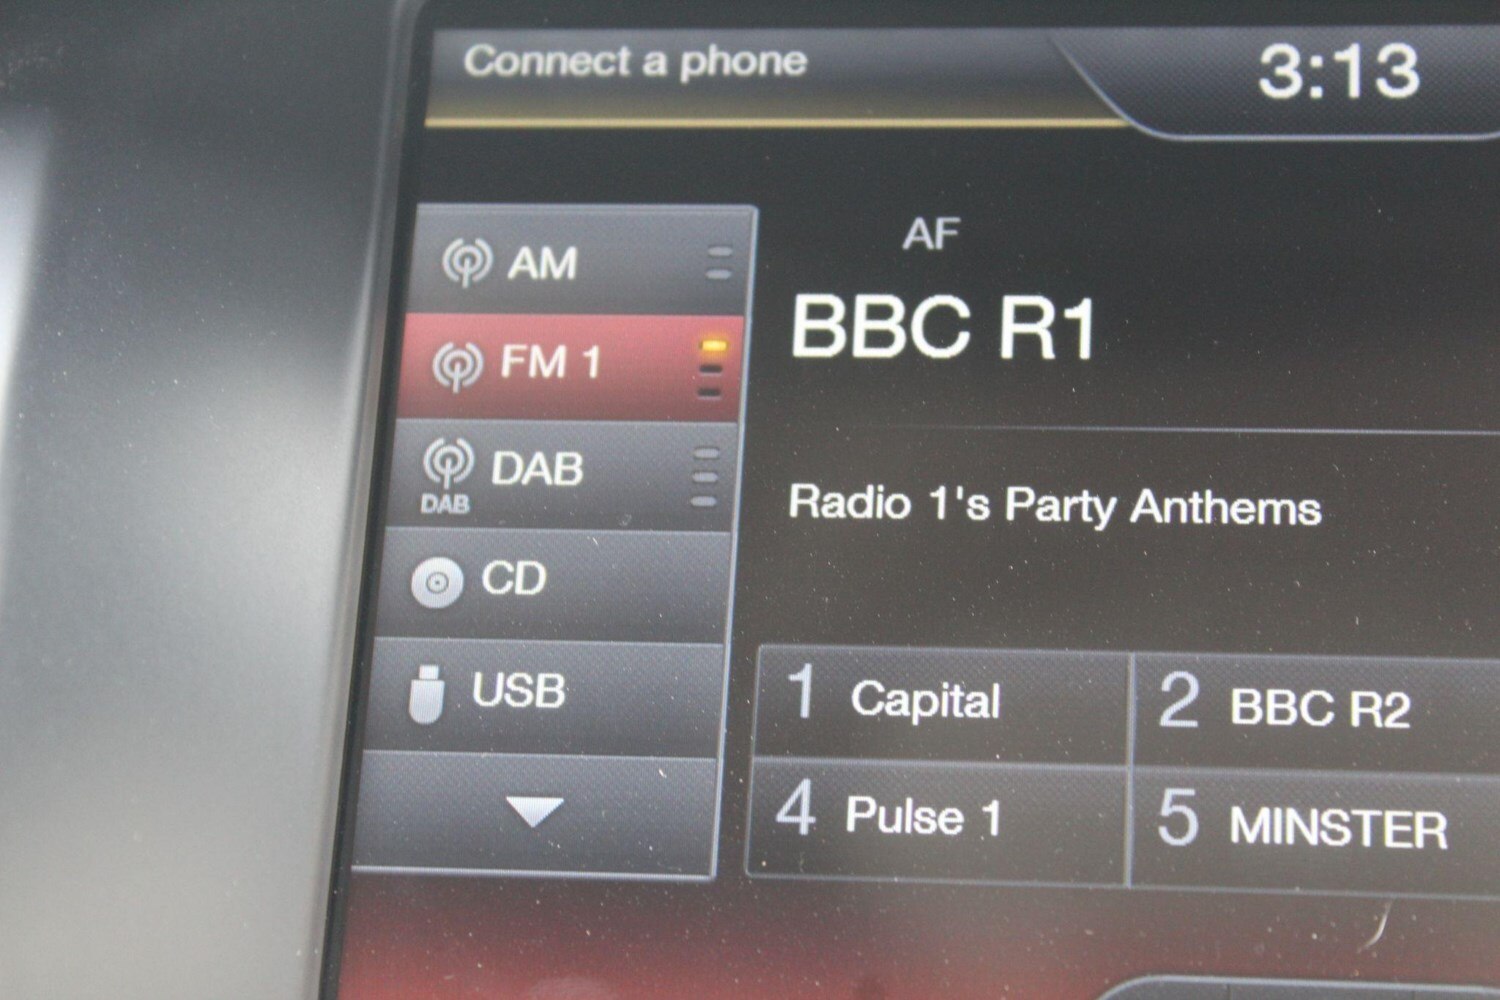 Connect a phone
3:13
AM
FM 1
DAB
DAB
CD
USB
AF
BBC R1
Radio 1's Party Anthems
1 Capital
2 BBC R2
4 Pulse 1
5 MINSTER